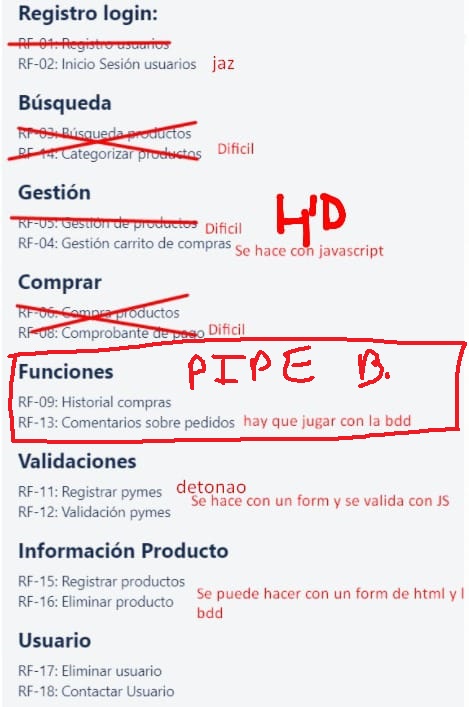 Registro login:
RF-01: Registro usuarios
RF-02: Inicio Sesión usuarios jaz
Búsqueda
RF-03: Búsqueda productos
RF-14: Categorizar productos Dificil
Gestión
RF-05: Gestión de productos Dificil
RF-04: Gestión carrito de compras Se hace con javascript
Comprar
RF-06: Compra productos
RF-08: Comprobante de pago Dificil
Funciones PIPE B.
RF-09: Historial compras
RF-13: Comentarios sobre pedidos hay que jugar con la bdd
Validaciones
RF-11: Registrar pymes detonao
RF-12: Validación pymes Se hace con un form y se valida con JS
Información Producto
RF-15: Registrar productos
RF-16: Eliminar producto Se puede hacer con un form de html y l
bdd
Usuario
RF-17: Eliminar usuario
RF-18: Contactar Usuario